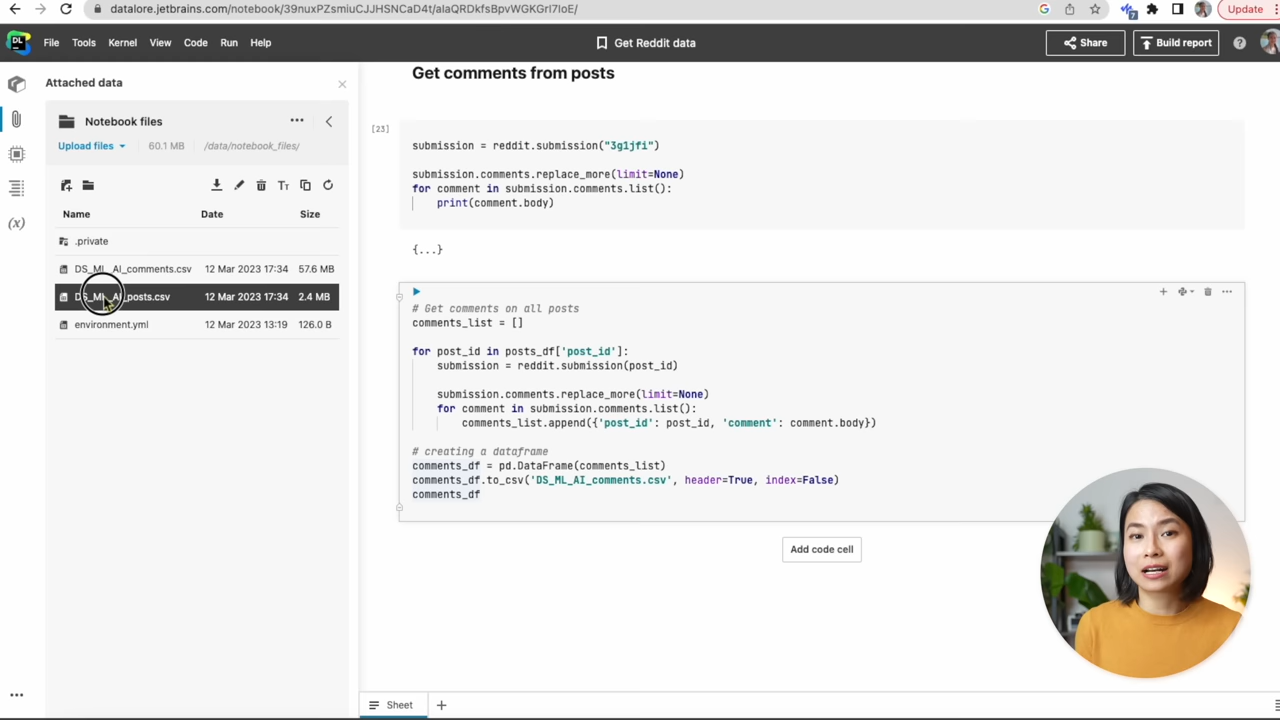 datalore.jetbrains.com/notebook/39nuxPZsmiuCJJHSNCaD4t/alaQRDkfsBpvWGKGrl7IoE/
Update
7
DL
File Tools Kernel View Code Run Help
Get Reddit data
Share
Build report
Attached data
Notebook files
Upload files 60.1 MB /data/notebook_files/
Name Date Size
.private
DS_ML_AI_comments.csv 12 Mar 2023 17:34 57.6 MB
DS_ML_AI_posts.csv 12 Mar 2023 17:34 2.4 MB
environment.yml 12 Mar 2023 13:19 126.0 B
Get comments from posts
[23]
submission = reddit.submission("3g1jfi")
submission.comments.replace_more(limit=None)
for comment in submission.comments.list():
print(comment.body)
{...}
# Get comments on all posts
comments_list = []
for post_id in posts_df['post_id']:
submission = reddit.submission(post_id)
submission.comments.replace_more(limit=None)
for comment in submission.comments.list():
comments_list.append({'post_id': post_id, 'comment': comment.body})
# creating a dataframe
comments_df = pd.DataFrame(comments_list)
comments_df.to_csv('DS_ML_AI_comments.csv', header=True, index=False)
comments_df
Add code cell
Sheet